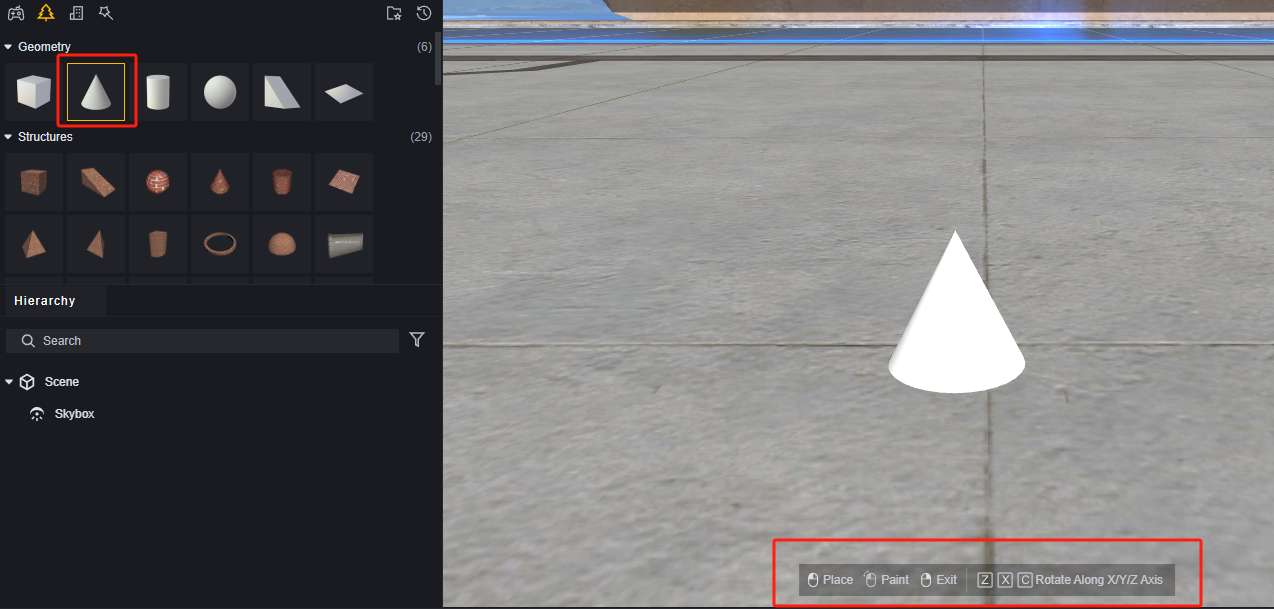 Geometry (6)
Structures (29)
Hierarchy
Search
Scene
Skybox
Place Paint Exit Z X C Rotate Along X/Y/Z Axis